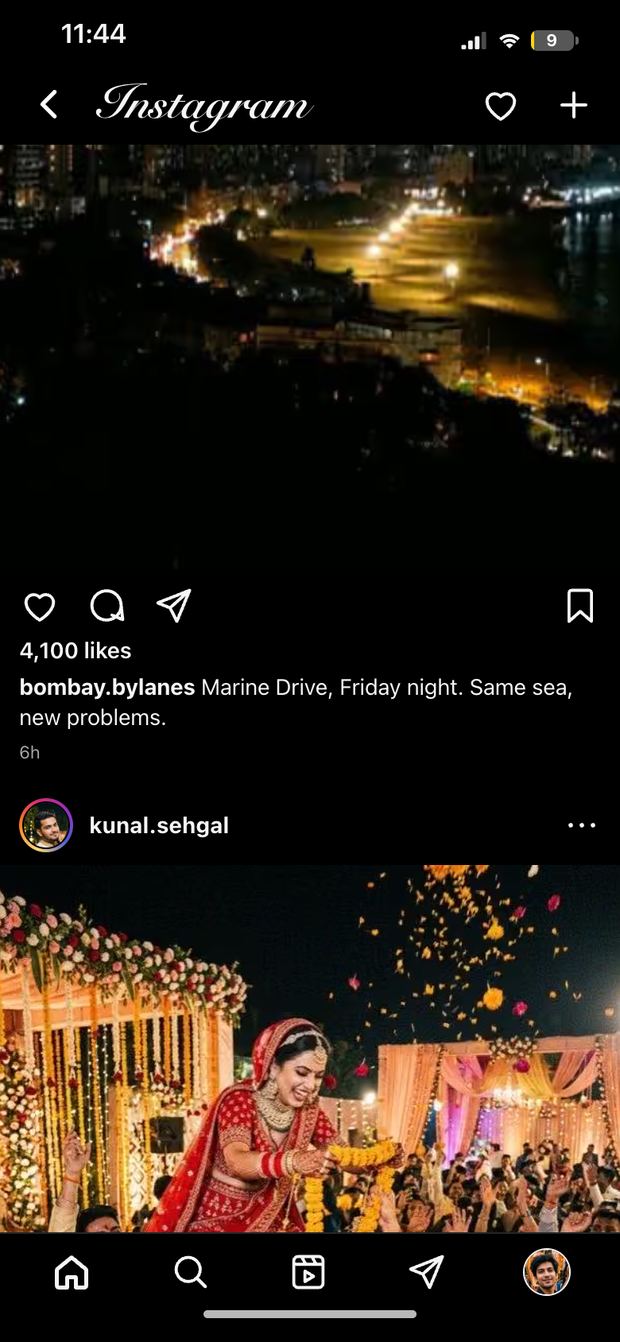 11:44
9
Instagram
4,100 likes
bombay.bylanes Marine Drive, Friday night. Same sea,
new problems.
6h
kunal.sehgal